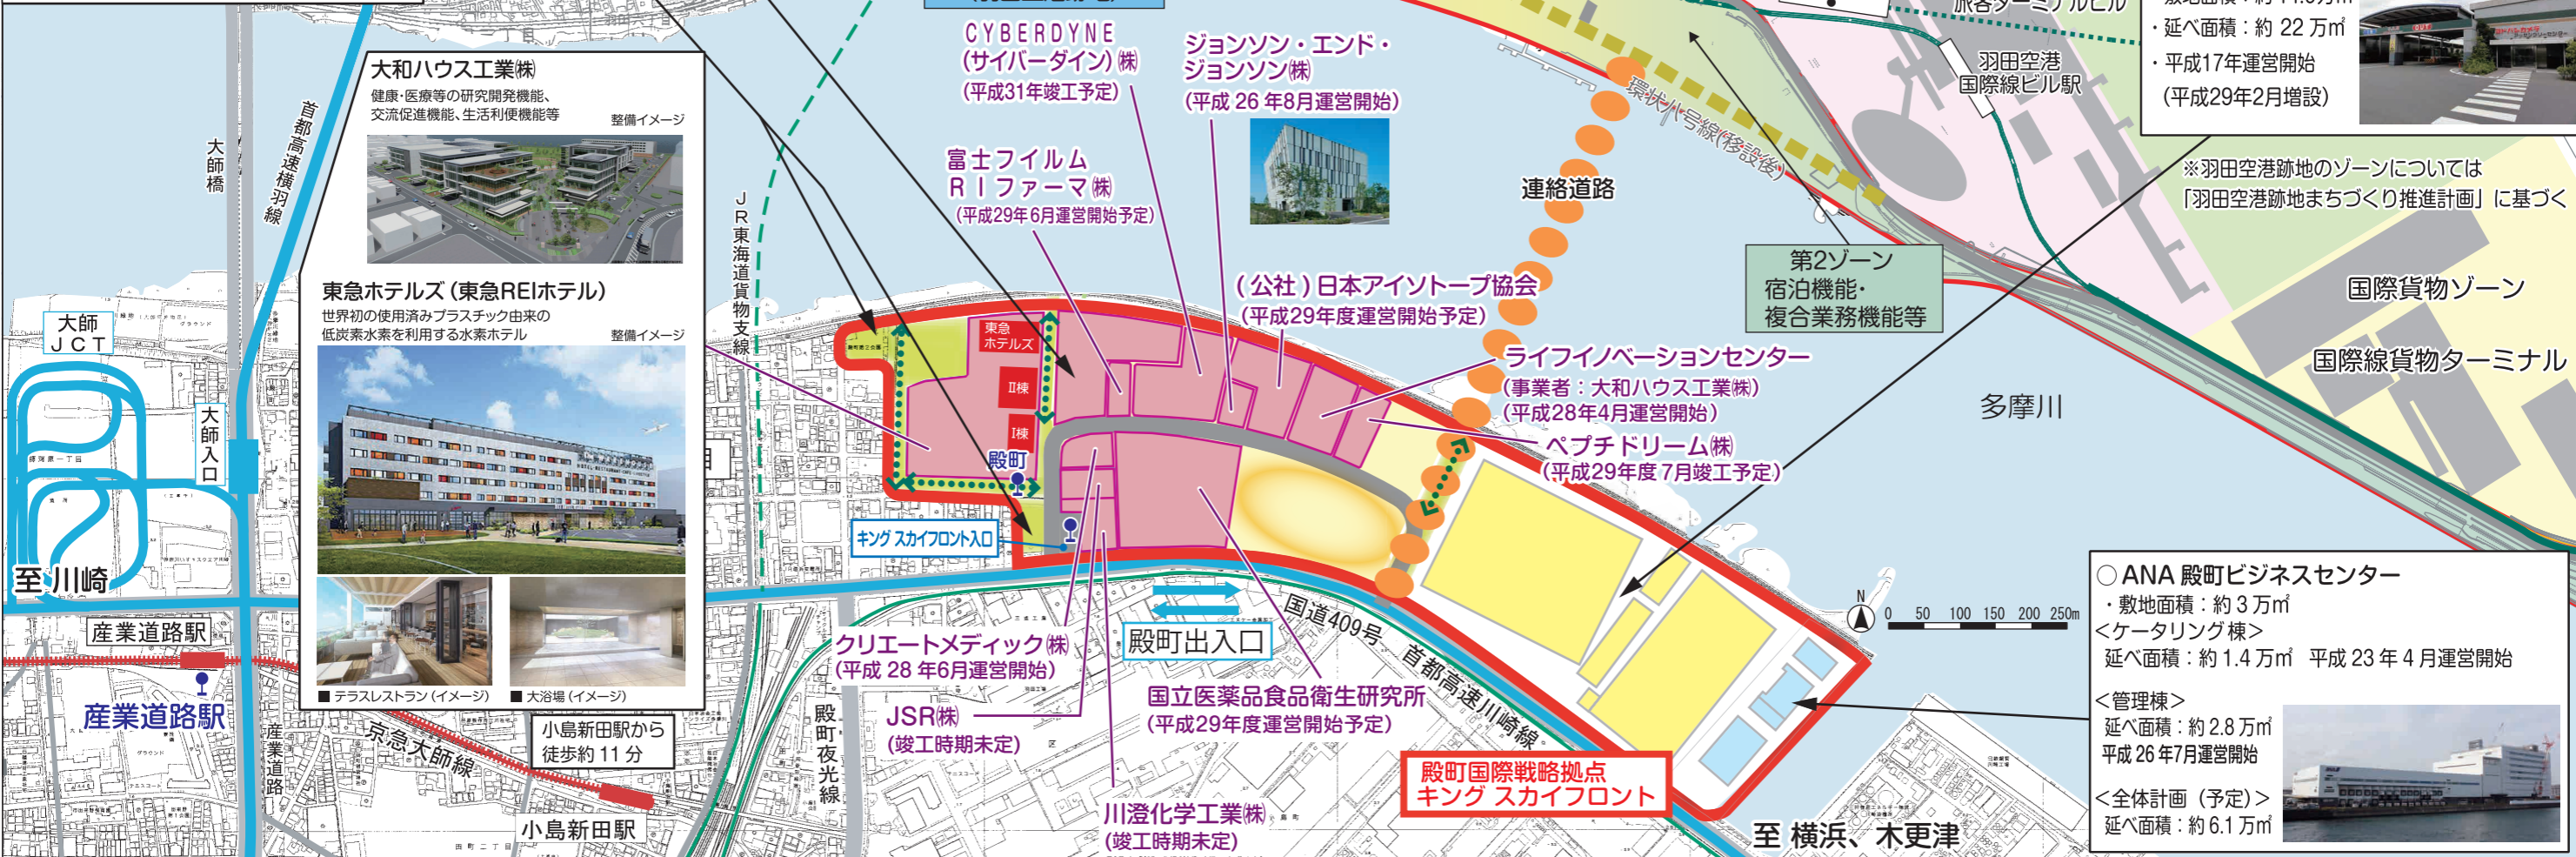 旅客ターミナルビル
・延べ面積：約 22 万㎡
・平成17年運営開始
（平成29年2月増設）
羽田空港
国際線ビル駅
※羽田空港跡地のゾーンについては
「羽田空港跡地まちづくり推進計画」に基づく
大和ハウス工業㈱
健康・医療等の研究開発機能、
交流促進機能、生活利便機能等
整備イメージ
東急ホテルズ（東急REIホテル）
世界初の使用済みプラスチック由来の
低炭素水素を利用する水素ホテル
整備イメージ
■ テラスレストラン（イメージ）
■ 大浴場（イメージ）
首都高速横羽線
大師橋
大師
JCT
大師入口
至 川崎
産業道路駅
産業道路駅
産業道路
京急大師線
小島新田駅から
徒歩約 11 分
小島新田駅
JR東海道貨物支線
殿町夜光線
CYBERDYNE
（サイバーダイン）㈱
（平成31年竣工予定）
ジョンソン・エンド・
ジョンソン㈱
（平成 26 年8月運営開始）
富士フイルム
RIファーマ㈱
（平成29年6月運営開始予定）
（公社）日本アイソトープ協会
（平成29年度運営開始予定）
ライフイノベーションセンター
（事業者：大和ハウス工業㈱）
（平成28年4月運営開始）
ペプチドリーム㈱
（平成29年度7月竣工予定）
連絡道路
環状八号線（移設後）
第2ゾーン
宿泊機能・
複合業務機能等
国際貨物ゾーン
国際線貨物ターミナル
多摩川
東急
ホテルズ
Ⅱ棟
Ⅰ棟
殿町
キング スカイフロント入口
クリエートメディック㈱
（平成 28 年6月運営開始）
JSR㈱
（竣工時期未定）
川澄化学工業㈱
（竣工時期未定）
国立医薬品食品衛生研究所
（平成29年度運営開始予定）
殿町出入口
国道409号
首都高速川崎線
殿町国際戦略拠点
キング スカイフロント
至 横浜、木更津
N
0 50 100 150 200 250m
○ ANA 殿町ビジネスセンター
・敷地面積：約 3 万㎡
＜ケータリング棟＞
延べ面積：約 1.4 万㎡ 平成 23 年 4 月運営開始
＜管理棟＞
延べ面積：約 2.8 万㎡
平成 26 年7月運営開始
＜全体計画（予定）＞
延べ面積：約 6.1 万㎡